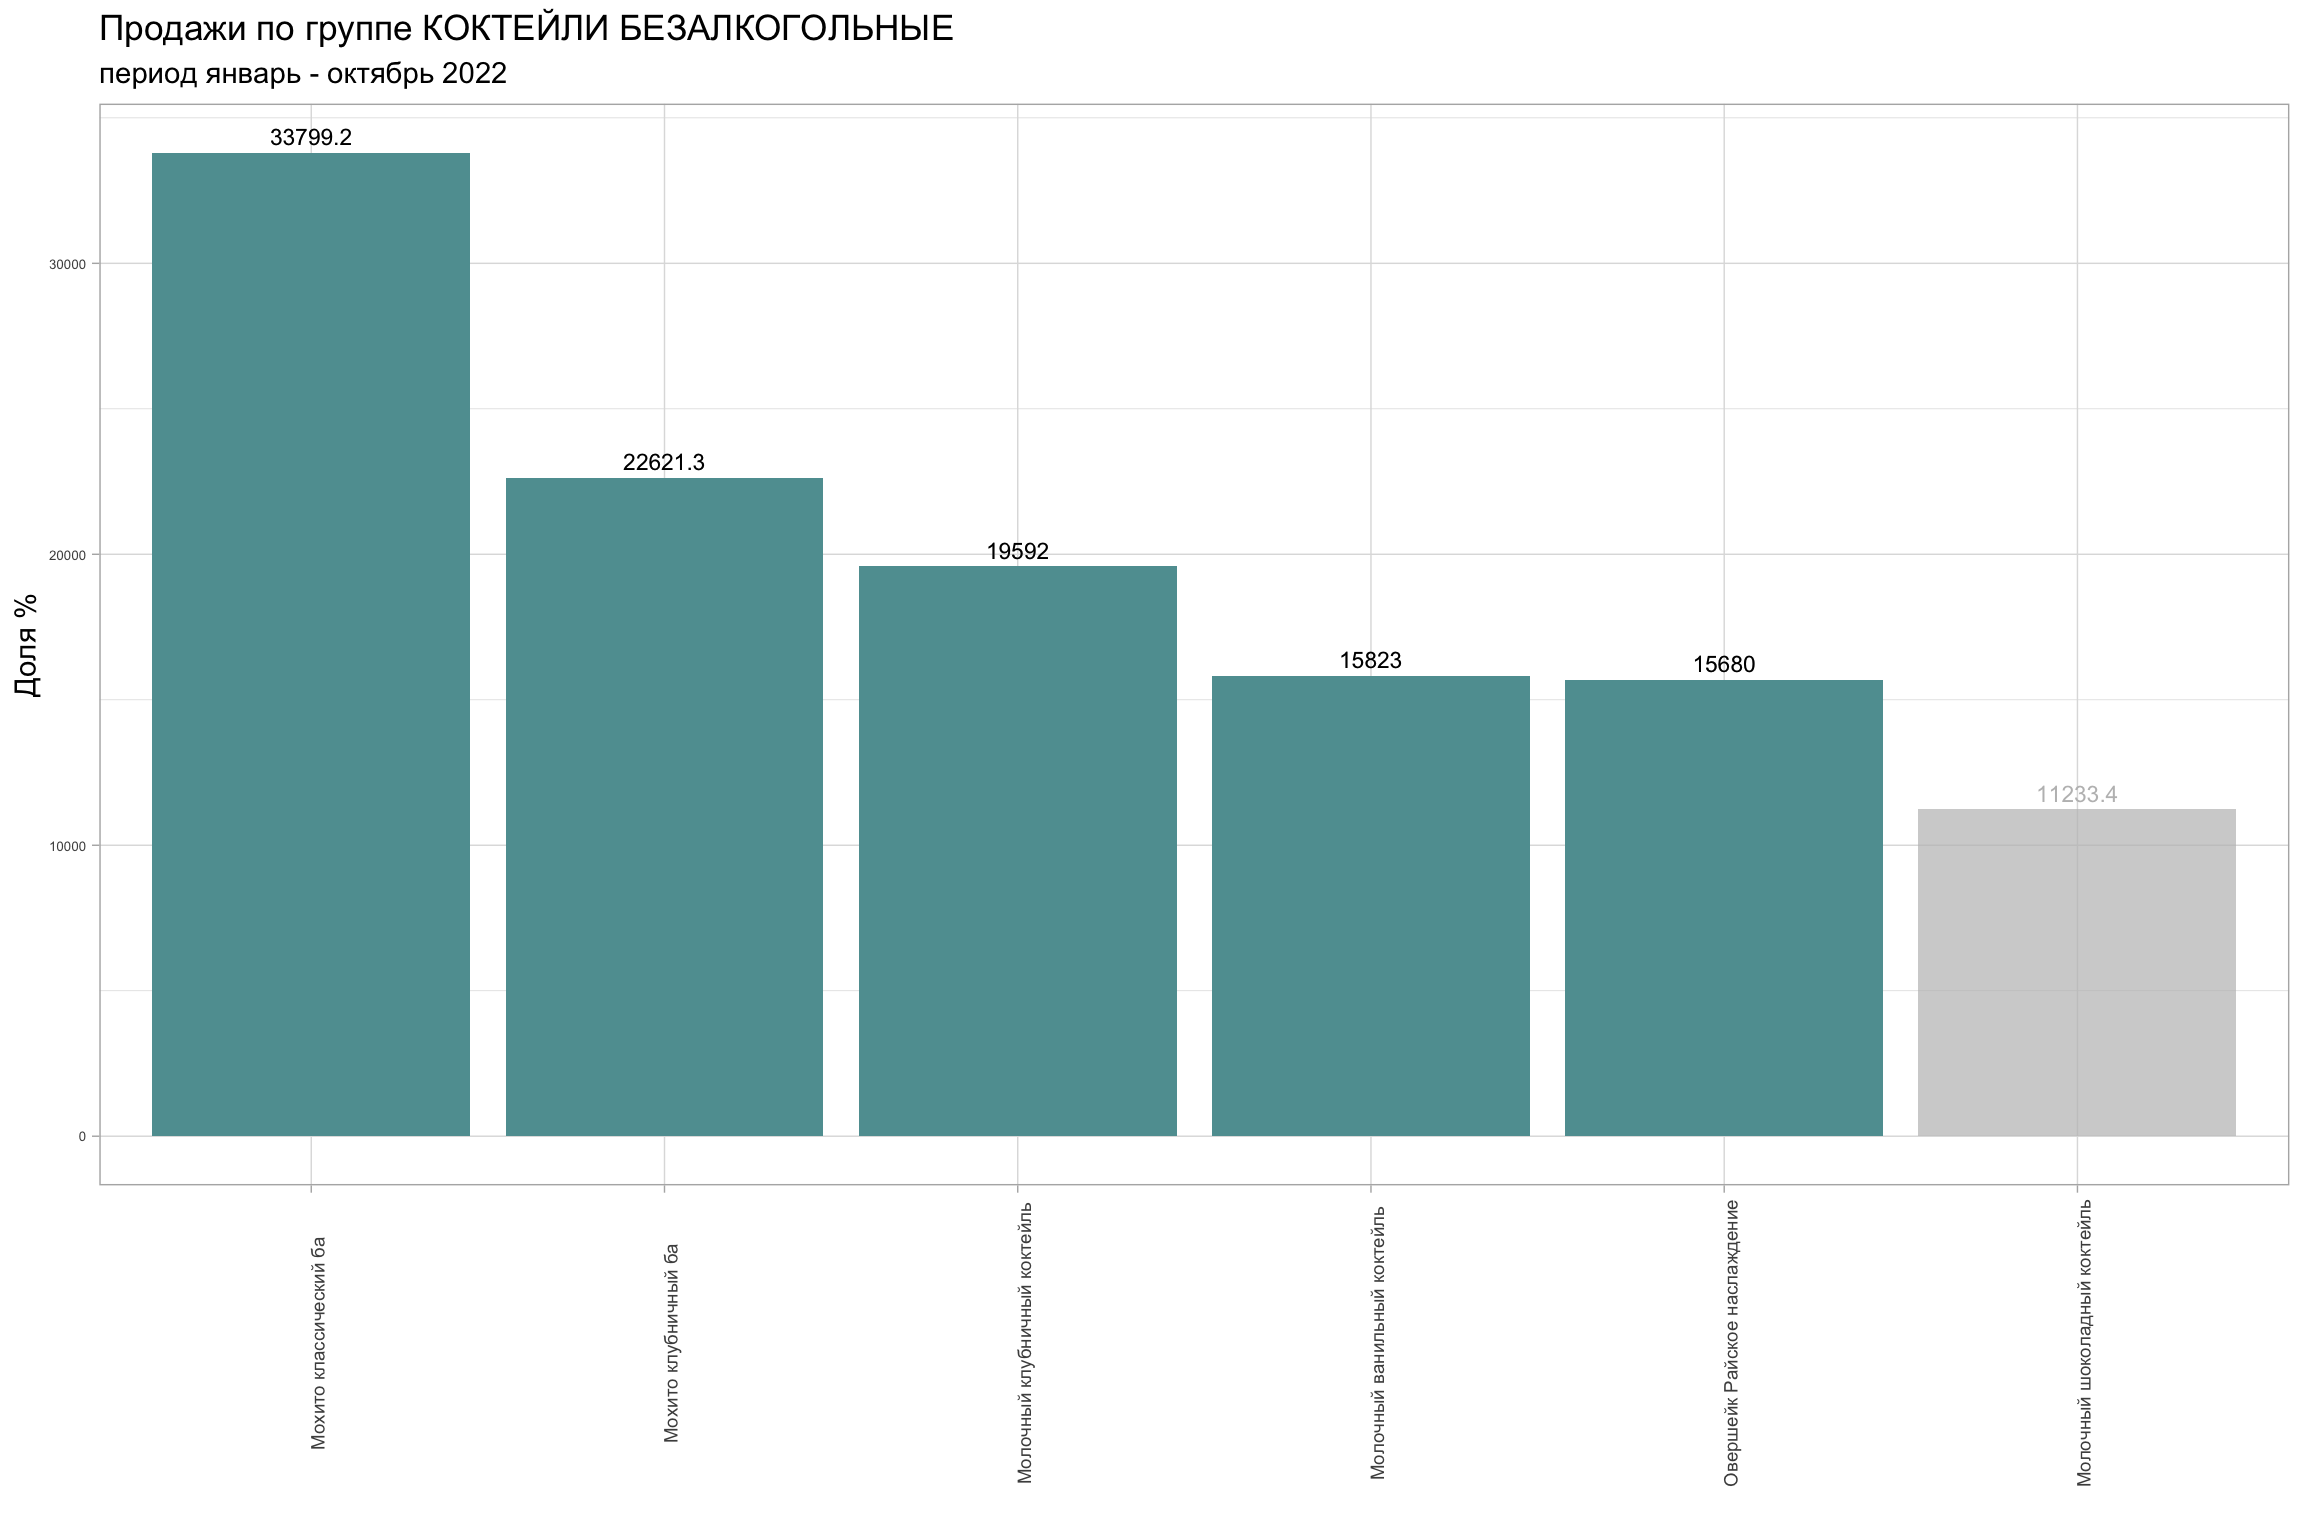 Продажи по группе КОКТЕЙЛИ БЕЗАЛКОГОЛЬНЫЕ
период январь - октябрь 2022
Доля %
30000
20000
10000
0
33799.2
22621.3
19592
15823
15680
11233.4
Мохито классический ба
Мохито клубничный ба
Молочный клубничный коктейль
Молочный ванильный коктейль
Овершейк Райское наслаждение
Молочный шоколадный коктейль